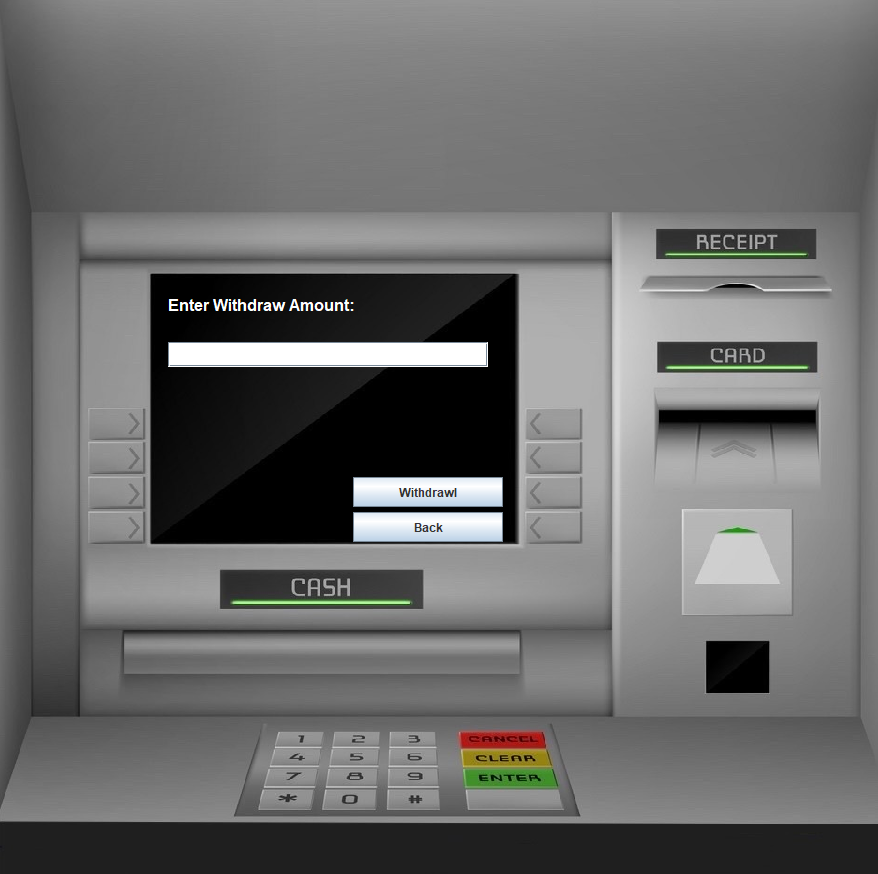 RECEIPT
Enter Withdraw Amount:
CARD
Withdrawl
Back
CASH
1 2 3 CANCEL
4 5 6 CLEAR
7 8 9 ENTER
* 0 #